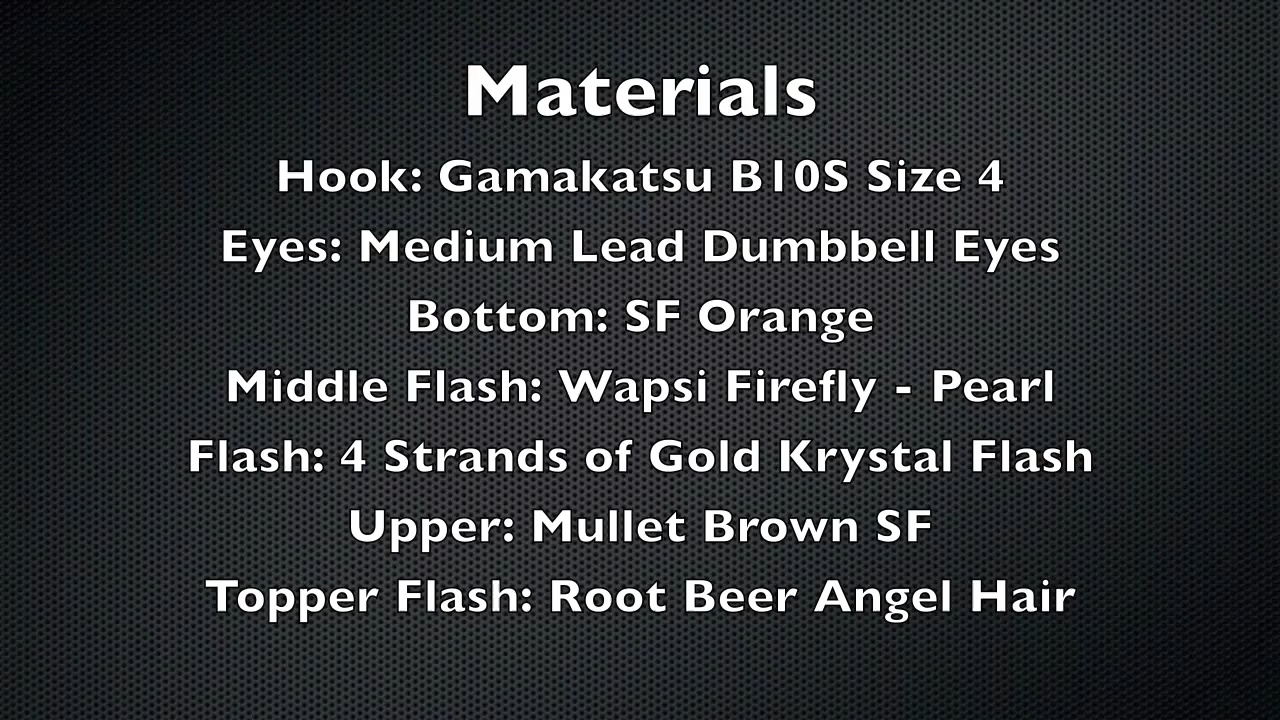 Materials
Hook: Gamakatsu B10S Size 4
Eyes: Medium Lead Dumbbell Eyes
Bottom: SF Orange
Middle Flash: Wapsi Firefly - Pearl
Flash: 4 Strands of Gold Krystal Flash
Upper: Mullet Brown SF
Topper Flash: Root Beer Angel Hair